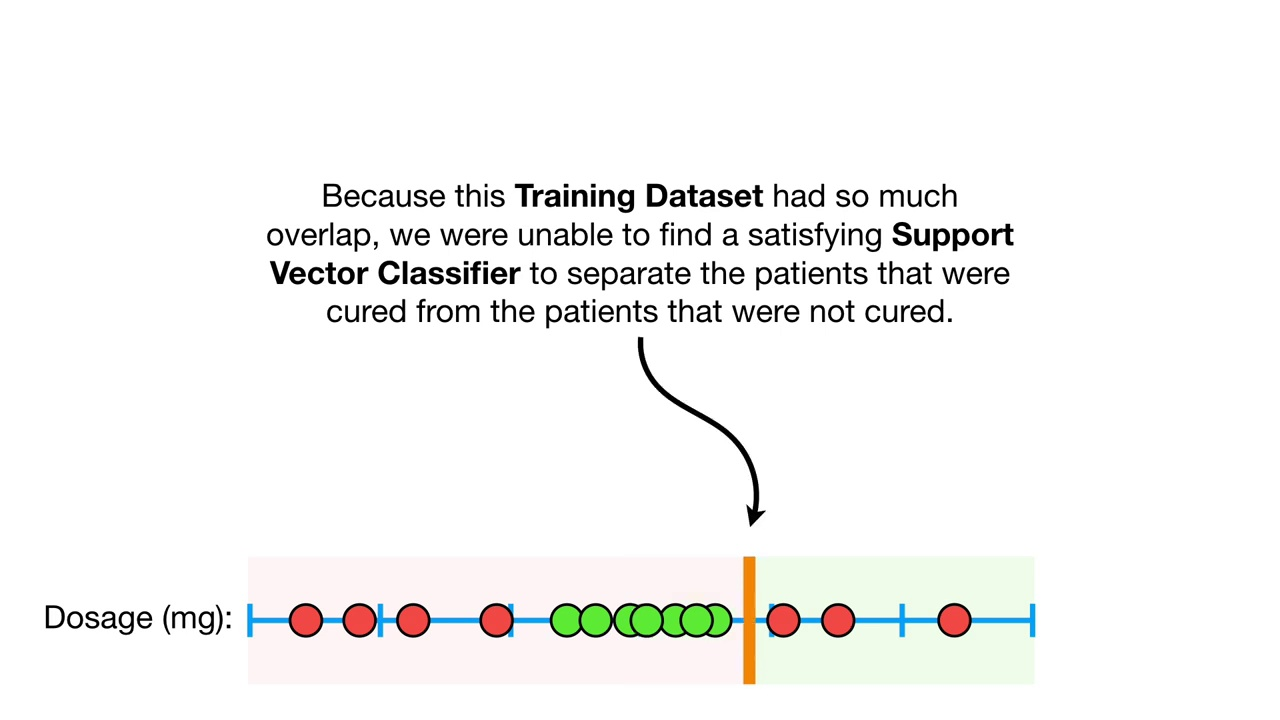 Because this Training Dataset had so much
overlap, we were unable to find a satisfying Support
Vector Classifier to separate the patients that were
cured from the patients that were not cured.
Dosage (mg):